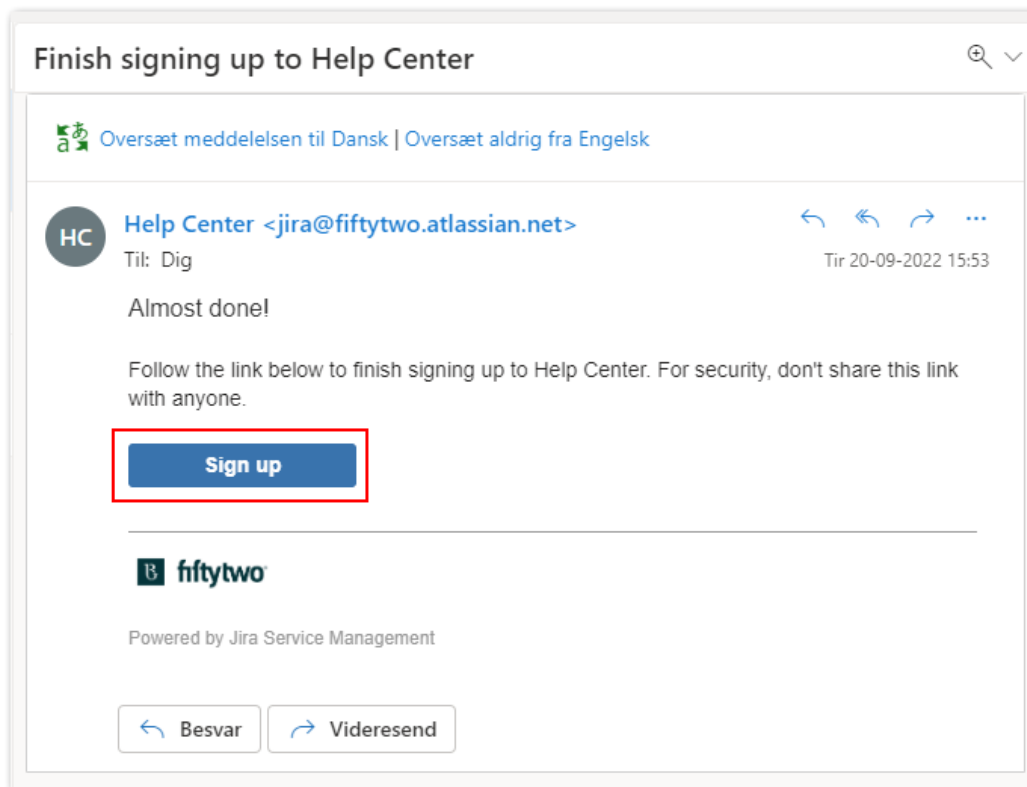 Finish signing up to Help Center
Oversæt meddelelsen til Dansk | Oversæt aldrig fra Engelsk
HC
Help Center <jira@fiftytwo.atlassian.net>
Til: Dig
Tir 20-09-2022 15:53
Almost done!
Follow the link below to finish signing up to Help Center. For security, don't share this link
with anyone.
Sign up
fiftytwo
Powered by Jira Service Management
Besvar
Videresend